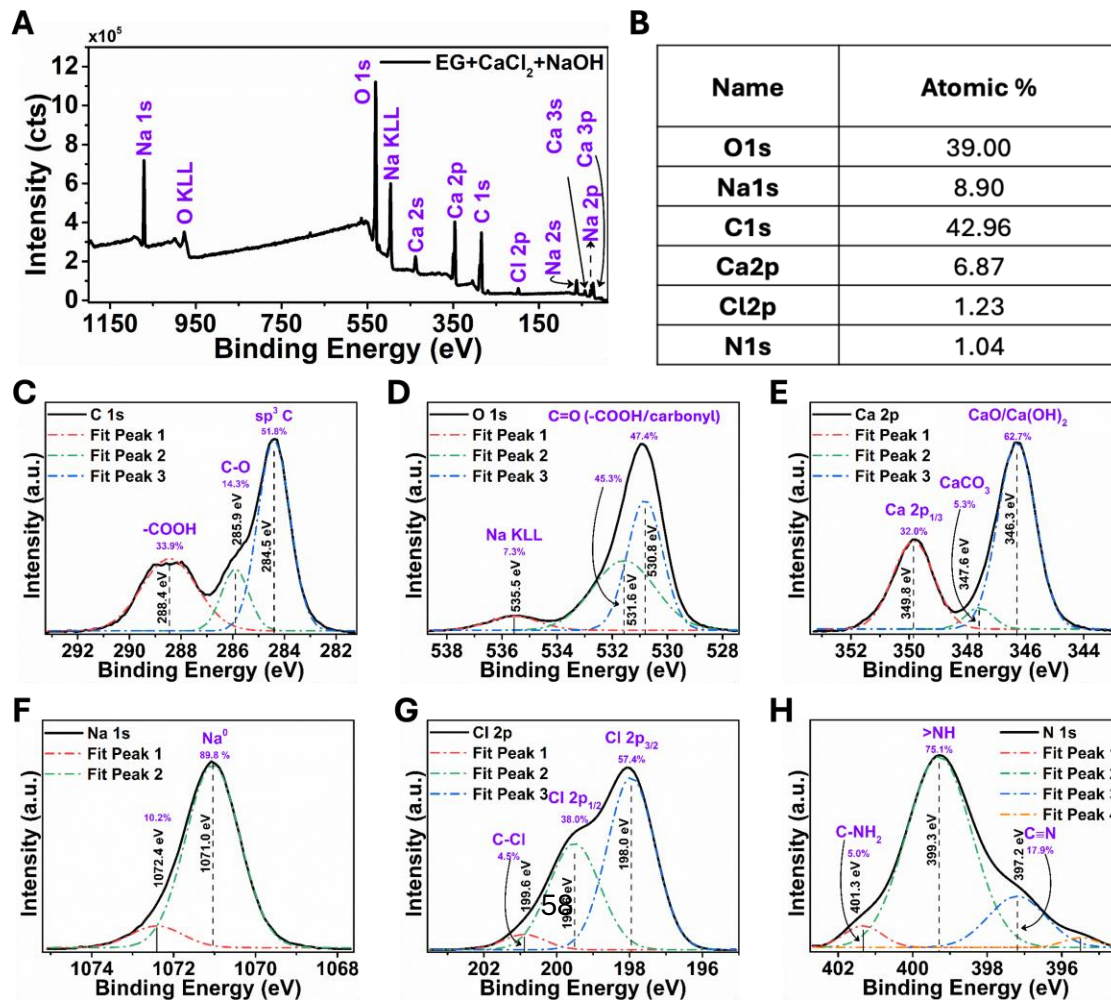 A
x10⁵
EG+CaCl₂+NaOH
12
10
8
6
4
2
0
Intensity (cts)
Na 1s
O KLL
O 1s
Na KLL
Ca 2s
Ca 2p
C 1s
Cl 2p
Na 2s
Ca 3s
Na 2p
Ca 3p
1150 950 750 550 350 150
Binding Energy (eV)
B
Name Atomic %
O1s 39.00
Na1s 8.90
C1s 42.96
Ca2p 6.87
Cl2p 1.23
N1s 1.04
C
C 1s
Fit Peak 1
Fit Peak 2
Fit Peak 3
sp³ C
51.8%
C-O
14.3%
-COOH
33.9%
288.4 eV
285.9 eV
284.5 eV
Intensity (a.u.)
292 290 288 286 284 282
Binding Energy (eV)
D
O 1s
Fit Peak 1
Fit Peak 2
Fit Peak 3
C=O (-COOH/carbonyl)
47.4%
45.3%
Na KLL
7.3%
535.5 eV
531.6 eV
530.8 eV
Intensity (a.u.)
538 536 534 532 530 528
Binding Energy (eV)
E
Ca 2p
Fit Peak 1
Fit Peak 2
Fit Peak 3
CaO/Ca(OH)₂
62.7%
CaCO₃
5.3%
Ca 2p₁/₃
32.0%
349.8 eV
347.6 eV
346.3 eV
Intensity (a.u.)
352 350 348 346 344
Binding Energy (eV)
F
Na 1s
Fit Peak 1
Fit Peak 2
Na⁰
89.8 %
10.2%
1072.4 eV
1071.0 eV
Intensity (a.u.)
1074 1072 1070 1068
Binding Energy (eV)
G
Cl 2p
Fit Peak 1
Fit Peak 2
Fit Peak 3
Cl 2p₃/₂
57.4%
Cl 2p₁/₂
38.0%
C-Cl
4.5%
199.6 eV
198.0 eV
58
Intensity (a.u.)
202 200 198 196
Binding Energy (eV)
H
N 1s
Fit Peak
Fit Peak
Fit Peak
Fit Peak
>NH
75.1%
C-NH₂
5.0%
C≡N
17.9%
401.3 eV
399.3 eV
397.2 eV
Intensity (a.u.)
402 400 398 396
Binding Energy (eV)